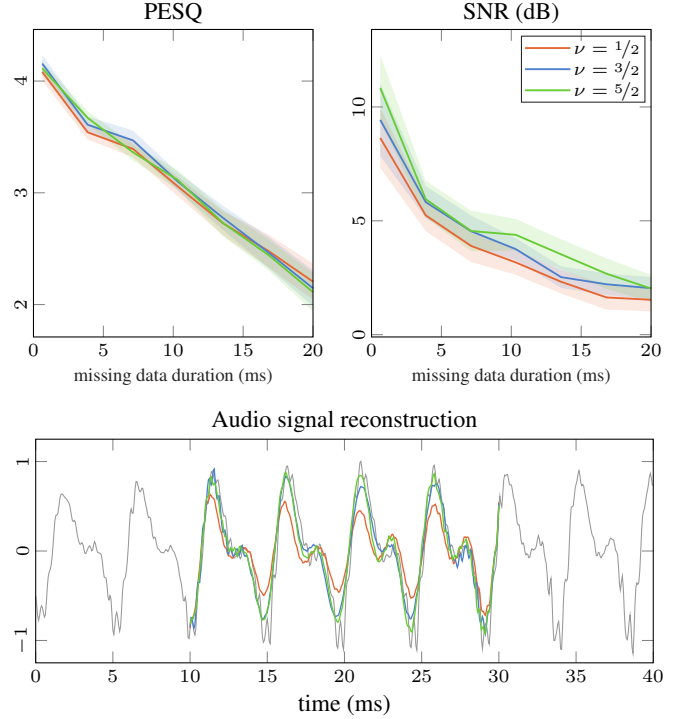 PESQ
SNR (dB)
4
3
2
0 5 10 15 20
missing data duration (ms)
ν = 1/2
ν = 3/2
ν = 5/2
10
5
0
0 5 10 15 20
missing data duration (ms)
Audio signal reconstruction
1
0
−1
0 5 10 15 20 25 30 35 40
time (ms)